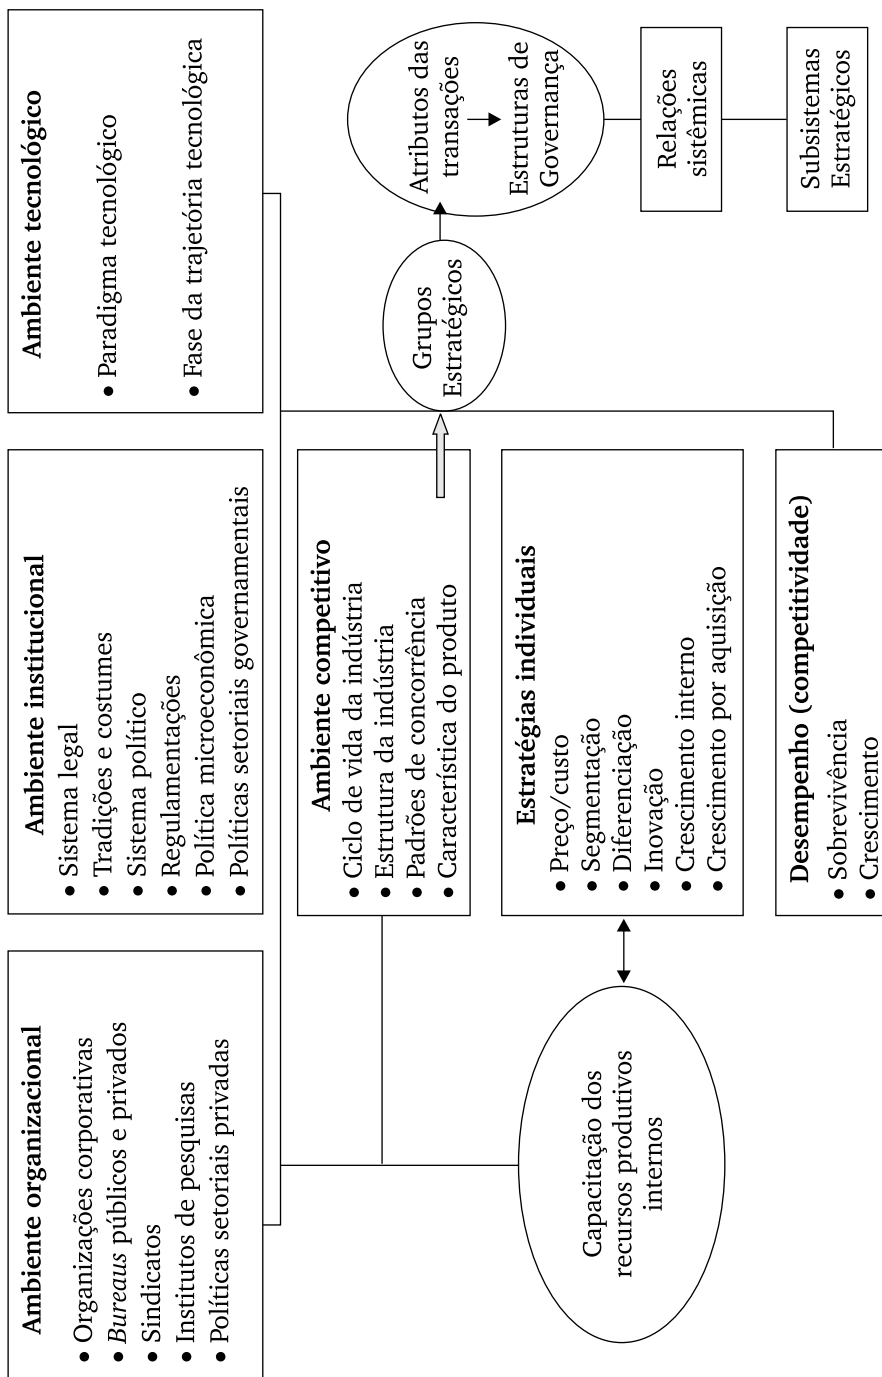 Ambiente organizacional
• Organizações corporativas
• Bureaus públicos e privados
• Sindicatos
• Institutos de pesquisas
• Políticas setoriais privadas
Ambiente institucional
• Sistema legal
• Tradições e costumes
• Sistema político
• Regulamentações
• Política microeconômica
• Políticas setoriais governamentais
Ambiente tecnológico
• Paradigma tecnológico
• Fase da trajetória tecnológica
Ambiente competitivo
• Ciclo de vida da indústria
• Estrutura da indústria
• Padrões de concorrência
• Característica do produto
Grupos
Estratégicos
Atributos das
transações
Estruturas de
Governança
Relações
sistêmicas
Subsistemas
Estratégicos
Capacitação dos
recursos produtivos
internos
Estratégias individuais
• Preço/custo
• Segmentação
• Diferenciação
• Inovação
• Crescimento interno
• Crescimento por aquisição
Desempenho (competitividade)
• Sobrevivência
• Crescimento